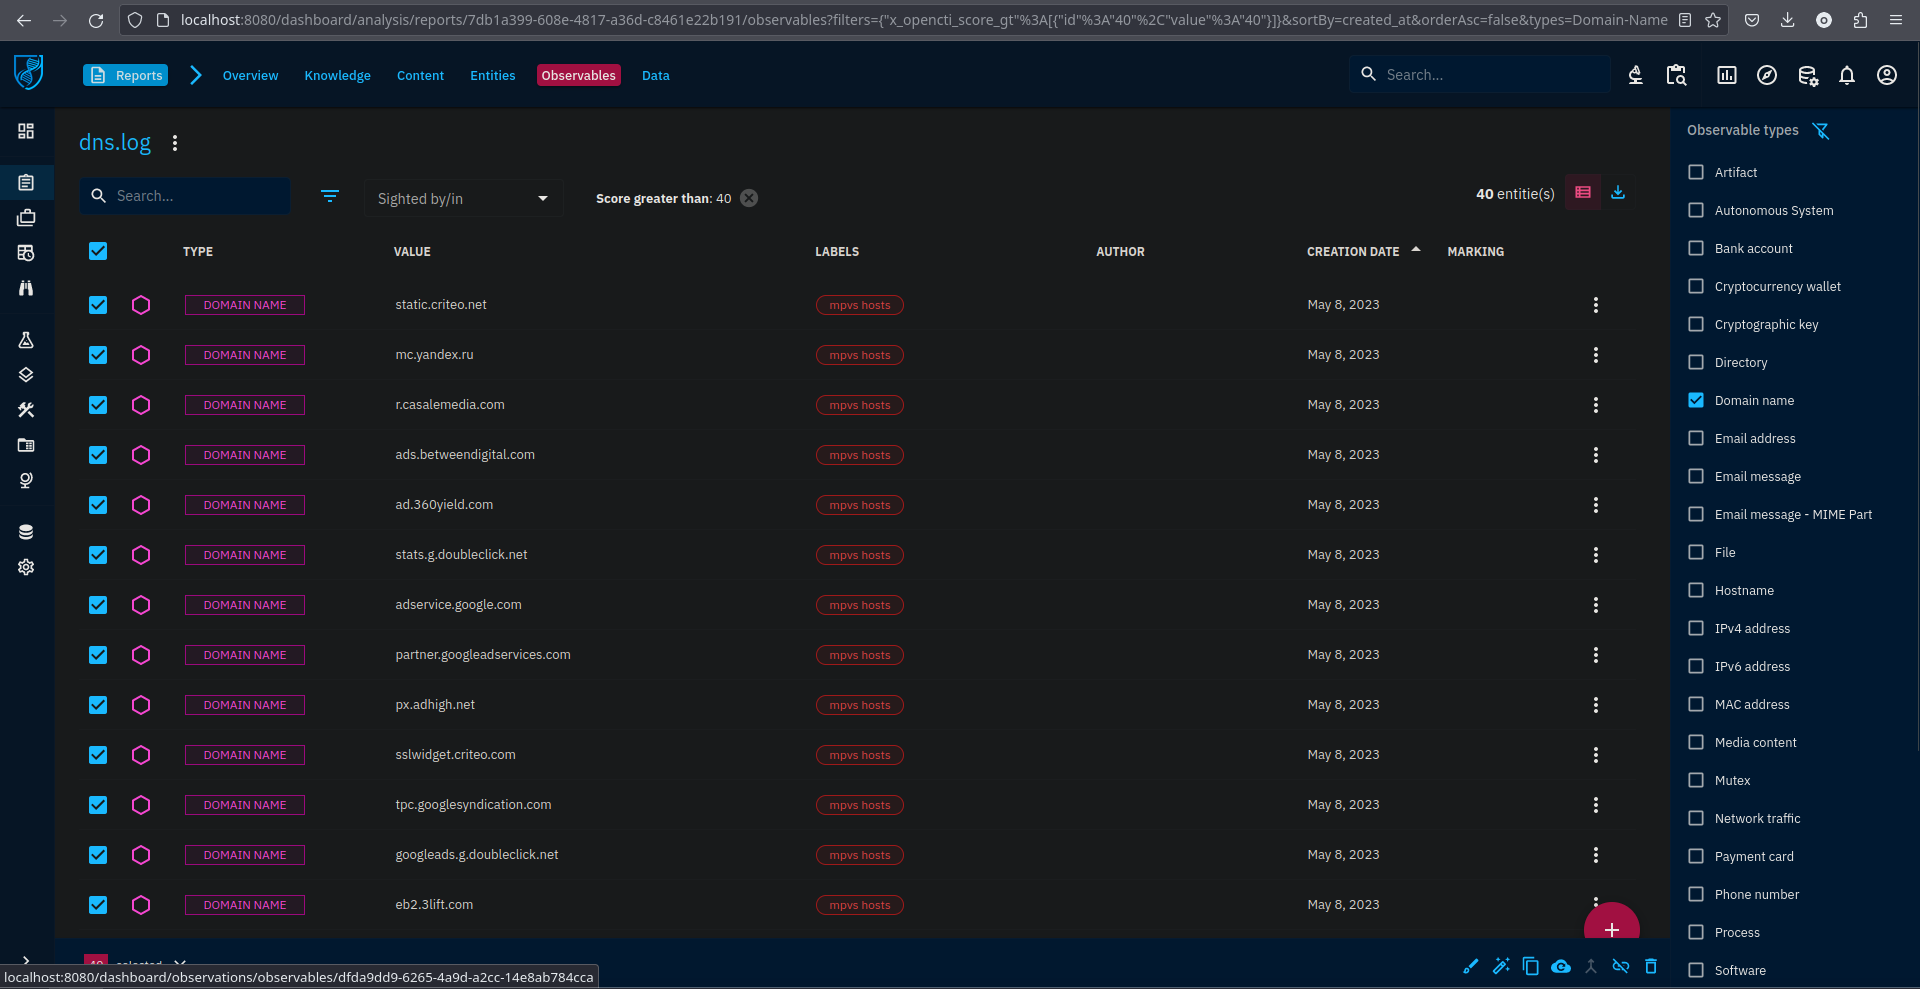 localhost:8080/dashboard/analysis/reports/7db1a399-608e-4817-a36d-c8461e22b191/observables?filters={"x_opencti_score_gt"%3A[{"id"%3A"40"%2C"value"%3A"40"}]}&sortBy=created_at&orderAsc=false&types=Domain-Name
Reports Overview Knowledge Content Entities Observables Data Search...
dns.log
Search... Sighted by/in Score greater than: 40 40 entitie(s)
TYPE VALUE LABELS AUTHOR CREATION DATE MARKING
DOMAIN NAME static.criteo.net mpvs hosts May 8, 2023
DOMAIN NAME mc.yandex.ru mpvs hosts May 8, 2023
DOMAIN NAME r.casalemedia.com mpvs hosts May 8, 2023
DOMAIN NAME ads.betweendigital.com mpvs hosts May 8, 2023
DOMAIN NAME ad.360yield.com mpvs hosts May 8, 2023
DOMAIN NAME stats.g.doubleclick.net mpvs hosts May 8, 2023
DOMAIN NAME adservice.google.com mpvs hosts May 8, 2023
DOMAIN NAME partner.googleadservices.com mpvs hosts May 8, 2023
DOMAIN NAME px.adhigh.net mpvs hosts May 8, 2023
DOMAIN NAME sslwidget.criteo.com mpvs hosts May 8, 2023
DOMAIN NAME tpc.googlesyndication.com mpvs hosts May 8, 2023
DOMAIN NAME googleads.g.doubleclick.net mpvs hosts May 8, 2023
DOMAIN NAME eb2.3lift.com mpvs hosts May 8, 2023
localhost:8080/dashboard/observations/observables/dfda9dd9-6265-4a9d-a2cc-14e8ab784cca
Observable types
Artifact
Autonomous System
Bank account
Cryptocurrency wallet
Cryptographic key
Directory
Domain name
Email address
Email message
Email message - MIME Part
File
Hostname
IPv4 address
IPv6 address
MAC address
Media content
Mutex
Network traffic
Payment card
Phone number
Process
Software